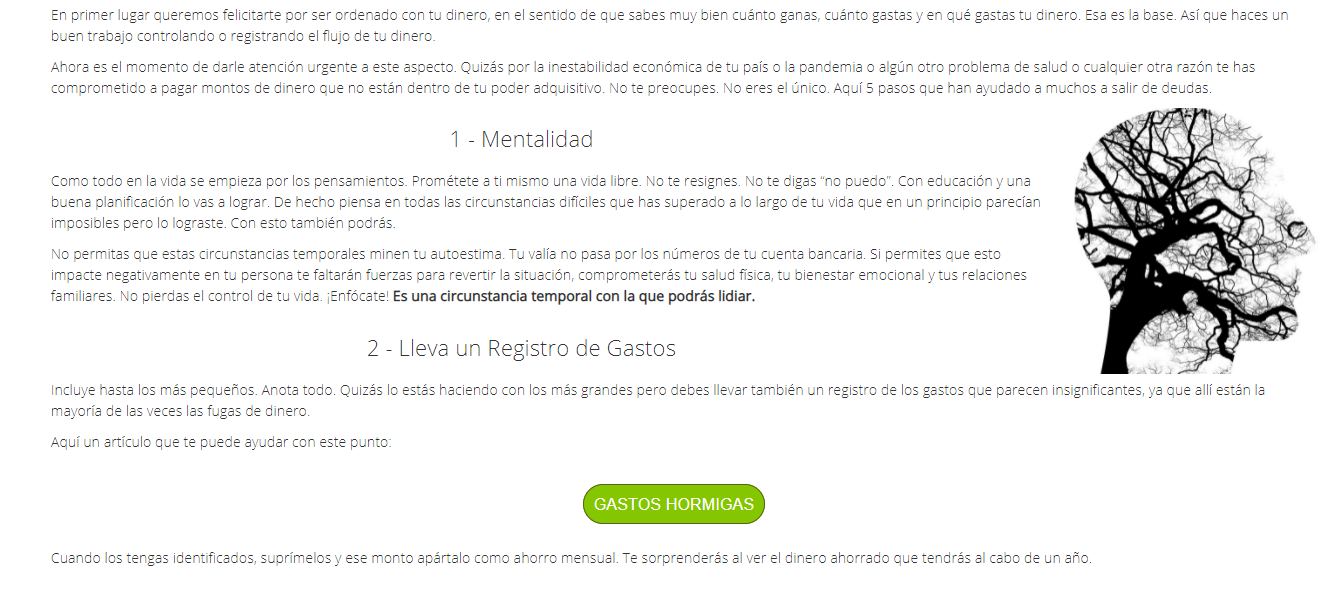 En primer lugar queremos felicitarte por ser ordenado con tu dinero, en el sentido de que sabes muy bien cuánto ganas, cuánto gastas y en qué gastas tu dinero. Esa es la base. Así que haces un
buen trabajo controlando o registrando el flujo de tu dinero.
Ahora es el momento de darle atención urgente a este aspecto. Quizás por la inestabilidad económica de tu país o la pandemia o algún otro problema de salud o cualquier otra razón te has
comprometido a pagar montos de dinero que no están dentro de tu poder adquisitivo. No te preocupes. No eres el único. Aquí 5 pasos que han ayudado a muchos a salir de deudas.
1 - Mentalidad
Como todo en la vida se empieza por los pensamientos. Prométete a ti mismo una vida libre. No te resignes. No te digas “no puedo”. Con educación y una
buena planificación lo vas a lograr. De hecho piensa en todas las circunstancias difíciles que has superado a lo largo de tu vida que en un principio parecían
imposibles pero lo lograste. Con esto también podrás.
No permitas que estas circunstancias temporales minen tu autoestima. Tu valía no pasa por los números de tu cuenta bancaria. Si permites que esto
impacte negativamente en tu persona te faltarán fuerzas para revertir la situación, comprometerás tu salud física, tu bienestar emocional y tus relaciones
familiares. No pierdas el control de tu vida. ¡Enfócate! Es una circunstancia temporal con la que podrás lidiar.
2 - Lleva un Registro de Gastos
Incluye hasta los más pequeños. Anota todo. Quizás lo estás haciendo con los más grandes pero debes llevar también un registro de los gastos que parecen insignificantes, ya que allí están la
mayoría de las veces las fugas de dinero.
Aquí un artículo que te puede ayudar con este punto:
GASTOS HORMIGAS
Cuando los tengas identificados, suprímelos y ese monto apártalo como ahorro mensual. Te sorprenderás al ver el dinero ahorrado que tendrás al cabo de un año.